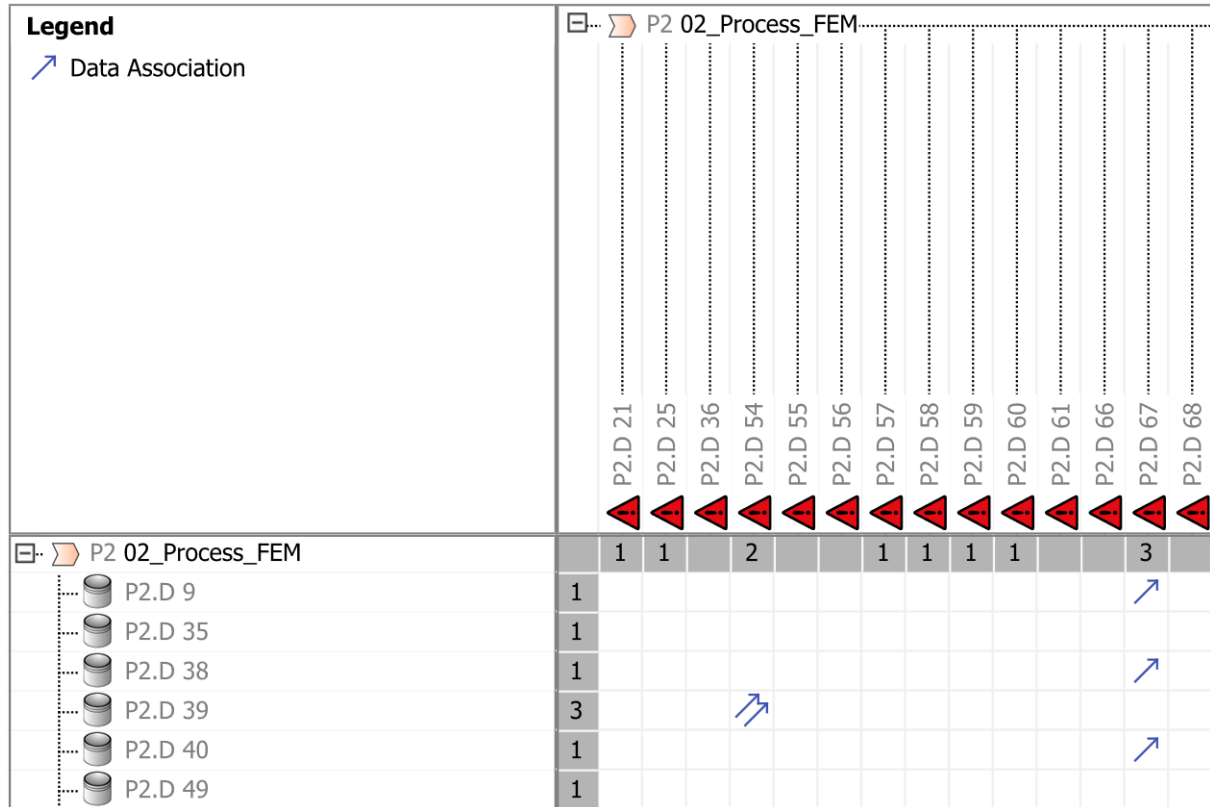 Legend
Data Association
P2 02_Process_FEM
P2.D 21
P2.D 25
P2.D 36
P2.D 54
P2.D 55
P2.D 56
P2.D 57
P2.D 58
P2.D 59
P2.D 60
P2.D 61
P2.D 66
P2.D 67
P2.D 68
P2 02_Process_FEM 1 1 2 1 1 1 1 3
P2.D 9 1
P2.D 35 1
P2.D 38 1
P2.D 39 3
P2.D 40 1
P2.D 49 1